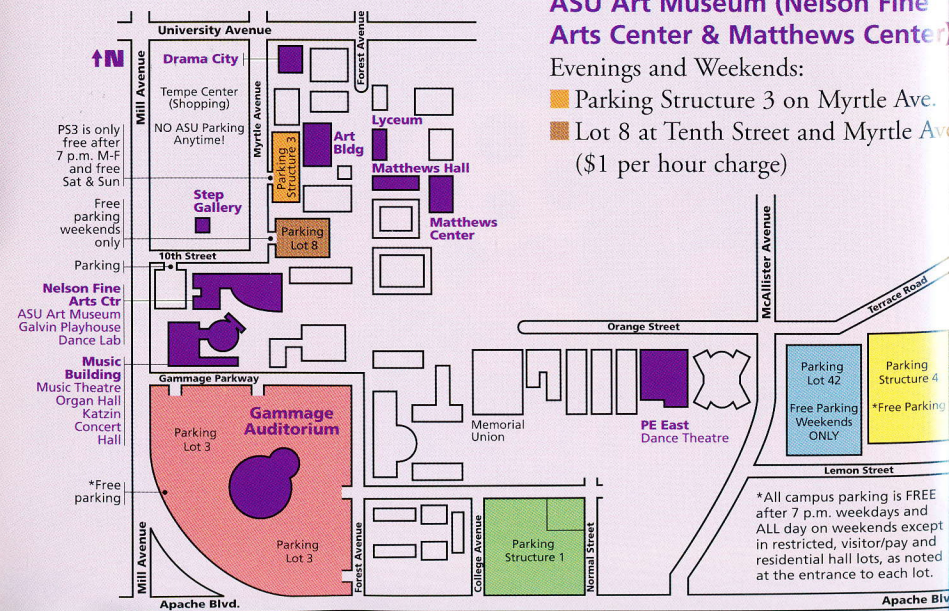 ASU Art Museum (Nelson Fine
Arts Center & Matthews Center)
Evenings and Weekends:
Parking Structure 3 on Myrtle Ave.
Lot 8 at Tenth Street and Myrtle Ave
($1 per hour charge)
University Avenue
N
Mill Avenue
Drama City
Tempe Center
(Shopping)
NO ASU Parking
Anytime!
Myrtle Avenue
Forest Avenue
PS3 is only
free after
7 p.m. M-F
and free
Sat & Sun
Parking
Structure 3
Art
Bldg
Lyceum
Matthews Hall
Matthews
Center
Step
Gallery
Free
parking
weekends
only
Parking
Lot 8
10th Street
Parking
Nelson Fine
Arts Ctr
ASU Art Museum
Galvin Playhouse
Dance Lab
Music
Building
Music Theatre
Organ Hall
Katzin
Concert
Hall
Gammage Parkway
Gammage
Auditorium
Parking
Lot 3
*Free
parking
Parking
Lot 3
Mill Avenue
Apache Blvd.
Forest Avenue
College Avenue
Parking
Structure 1
Normal Street
Memorial
Union
PE East
Dance Theatre
Orange Street
McAllister Avenue
Terrace Road
Parking
Lot 42
Free Parking
Weekends
ONLY
Parking
Structure 4
*Free Parking
Lemon Street
*All campus parking is FREE
after 7 p.m. weekdays and
ALL day on weekends except
in restricted, visitor/pay and
residential hall lots, as noted
at the entrance to each lot.
Apache Blv